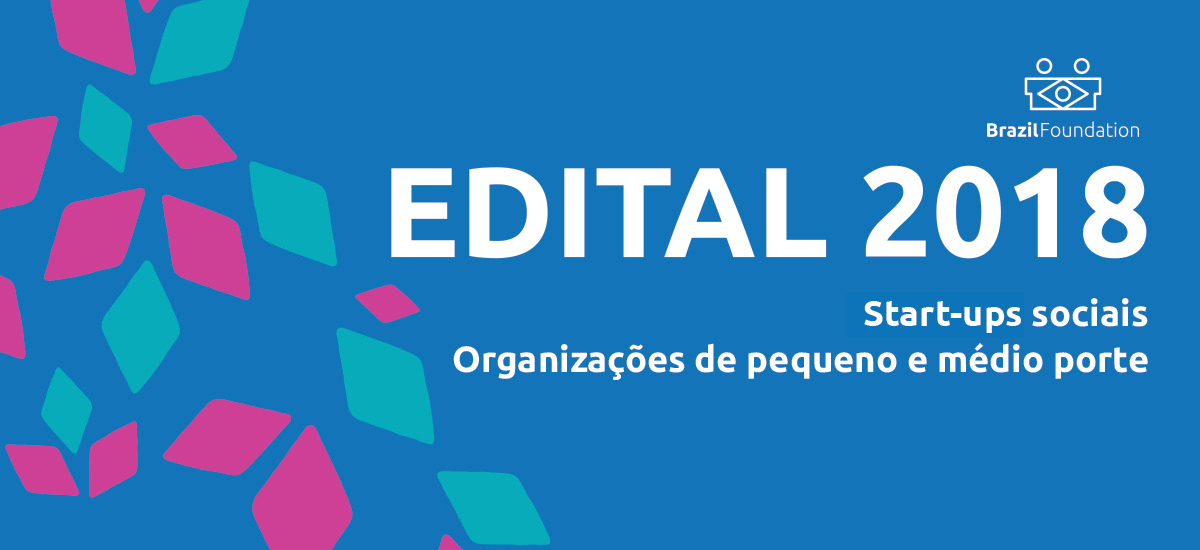 BrazilFoundation
EDITAL 2018
Start-ups sociais
Organizações de pequeno e médio porte